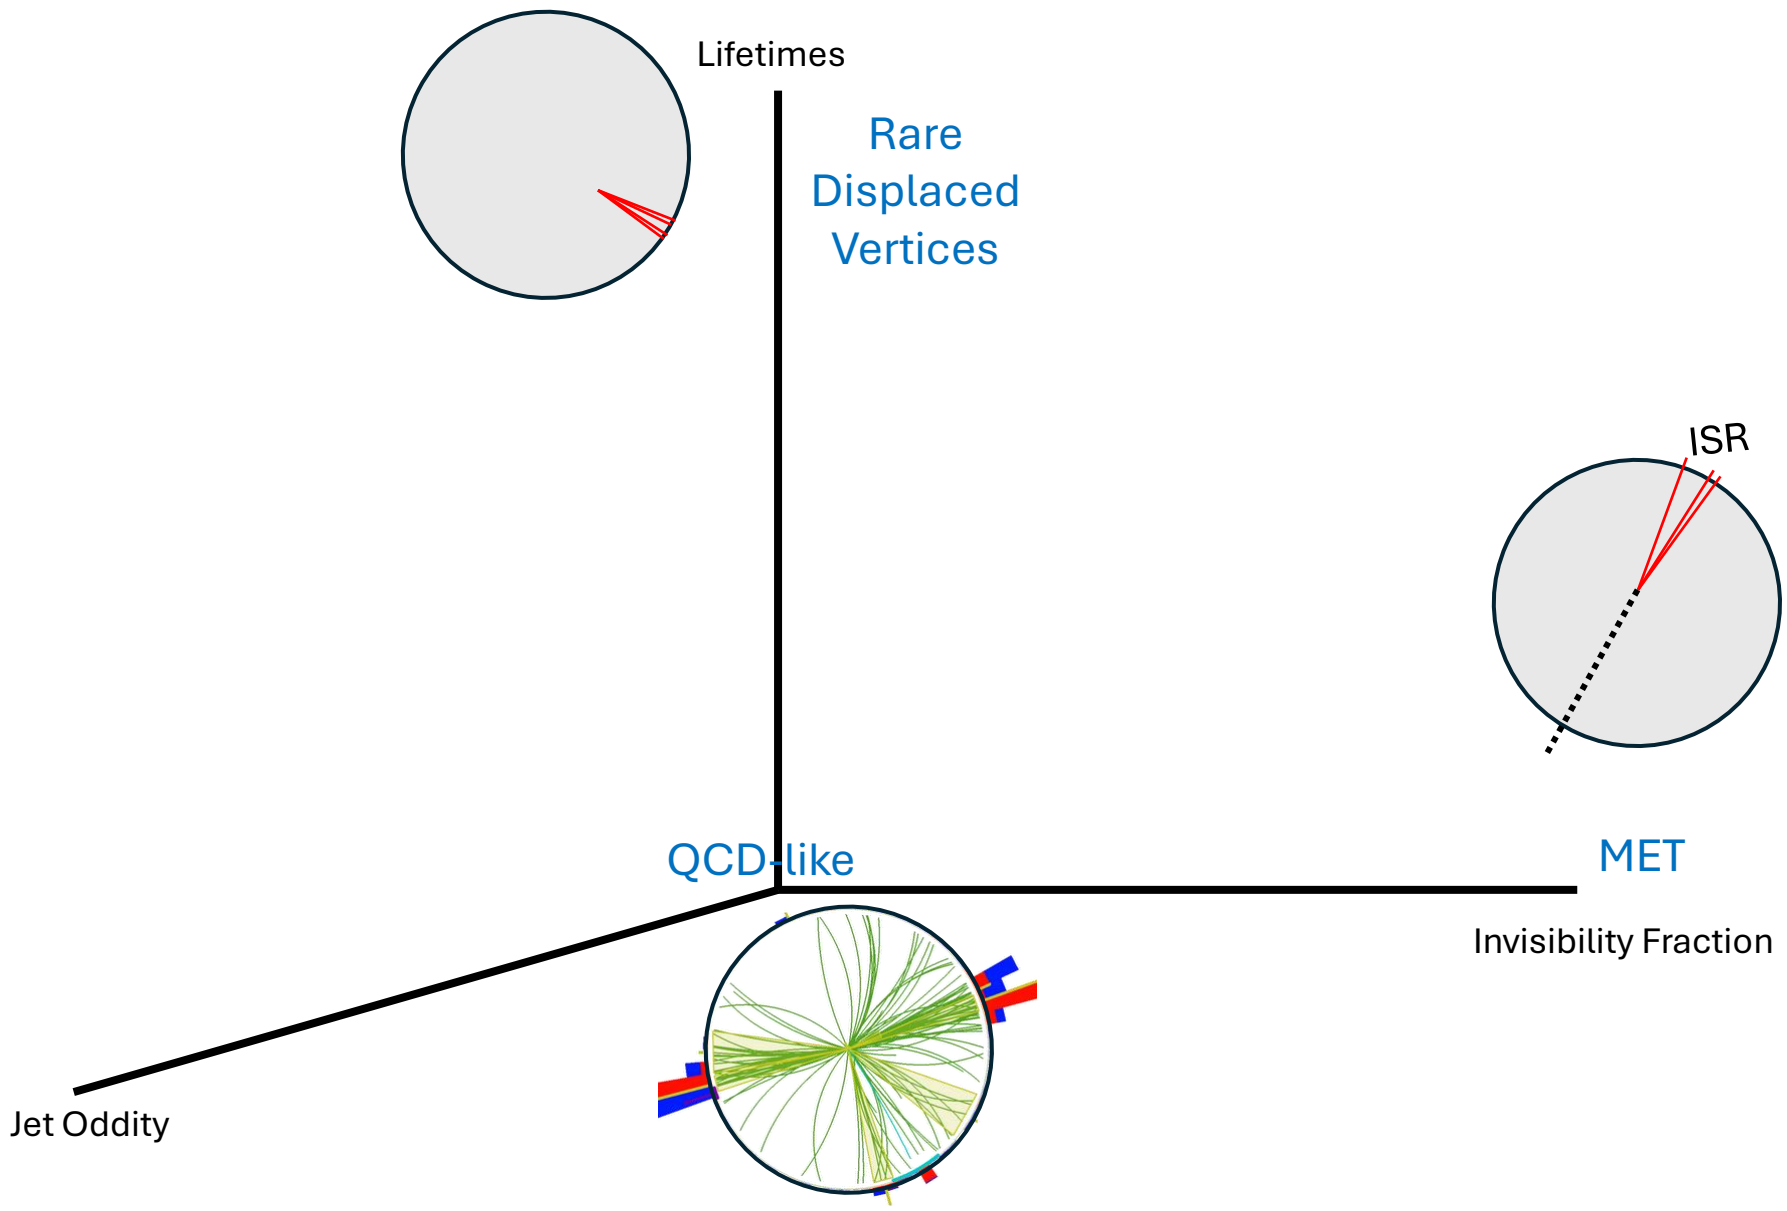 Lifetimes
Rare
Displaced
Vertices
ISR
QCD-like
MET
Invisibility Fraction
Jet Oddity